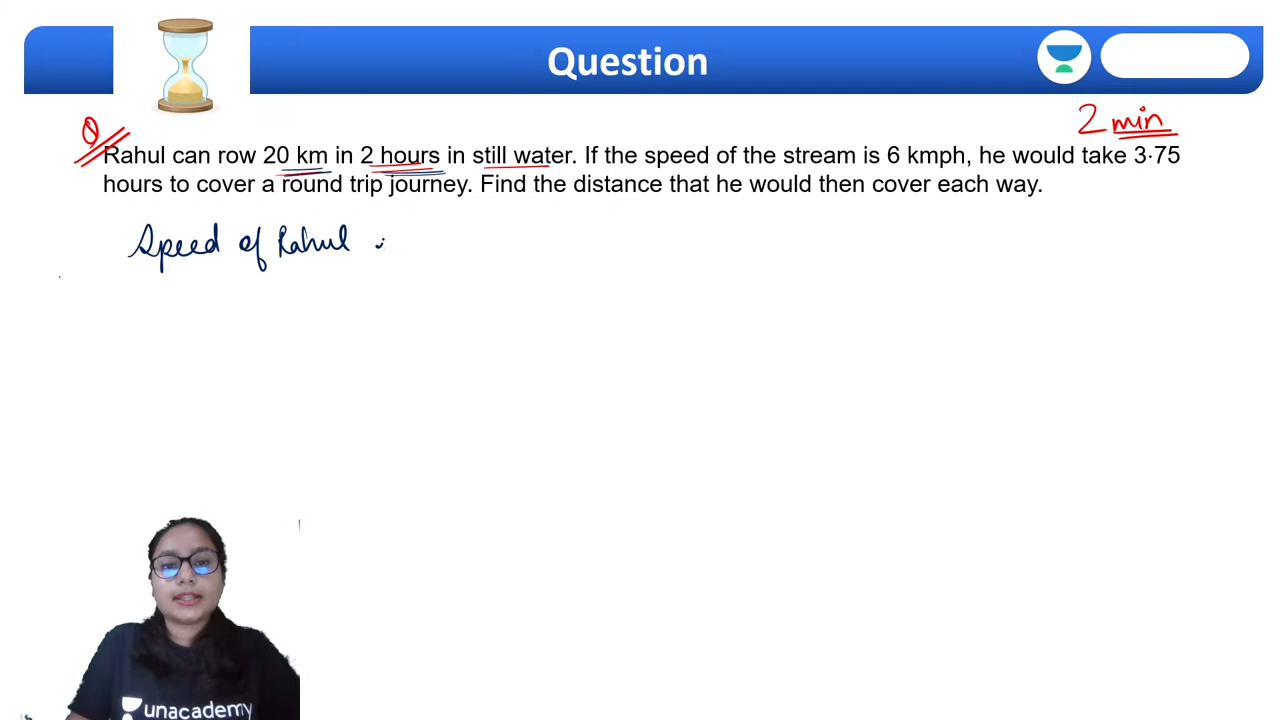 Question
2 min
Q
Rahul can row 20 km in 2 hours in still water. If the speed of the stream is 6 kmph, he would take 3·75
hours to cover a round trip journey. Find the distance that he would then cover each way.
Speed of Rahul
unacademy